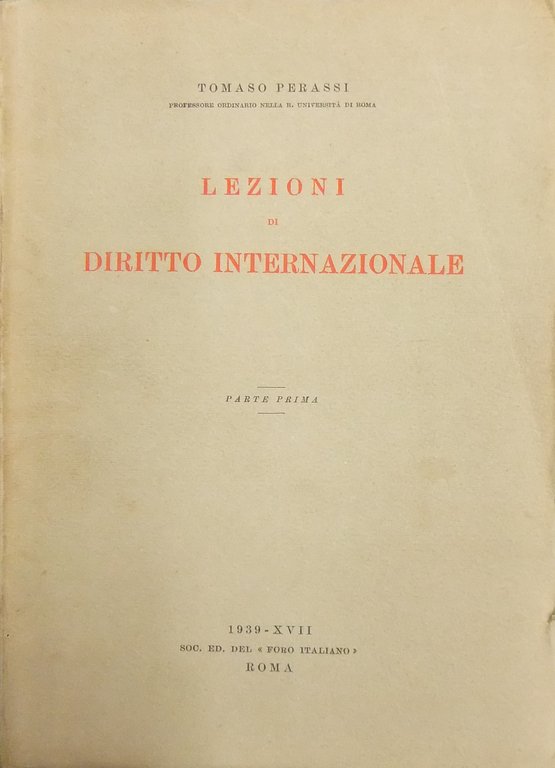 TOMASO PERASSI
PROFESSORE ORDINARIO NELLA R. UNIVERSITÀ DI ROMA
LEZIONI
DI
DIRITTO INTERNAZIONALE
PARTE PRIMA
1939 - XVII
SOC. ED. DEL « FORO ITALIANO »
ROMA